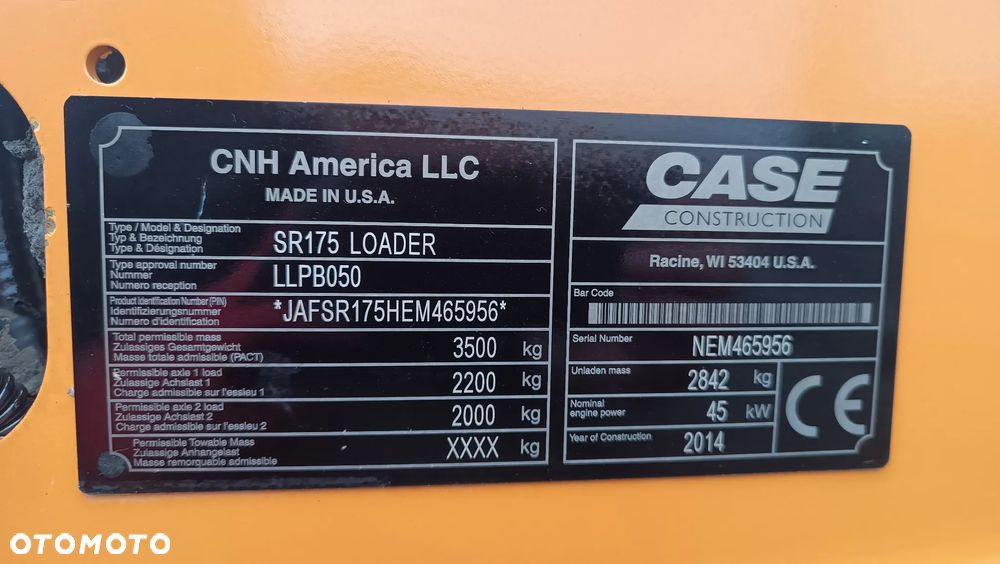 CNH America LLC
MADE IN U.S.A.
Type / Model & Designation
Typ & Bezeichnung
Type & Désignation
SR175 LOADER
Type approval number
Nummer
Numero reception
LLPB050
Product Identification Number (PIN)
Identifizierungsnummer
Numero d'identification
*JAFSR175HEM465956*
Total permissible mass
Zulassiges Gesamtgewicht
Masse totale admissible (PACT)
3500 kg
Permissible axle 1 load
Zulassige Achslast 1
Charge admissible sur l'essieu 1
2200 kg
Permissible axle 2 load
Zulassige Achslast 2
Charge admissible sur l'essieu 2
2000 kg
Permissible Towable Mass
Zulassige Anhangelast
Masse remorquable admissible
XXXX kg
CASE
CONSTRUCTION
Racine, WI 53404 U.S.A.
Bar Code
Serial Number
NEM465956
Unladen mass
2842 kg
Nominal
engine power
45 kW
Year of Construction
2014
CE
OTOMOTO